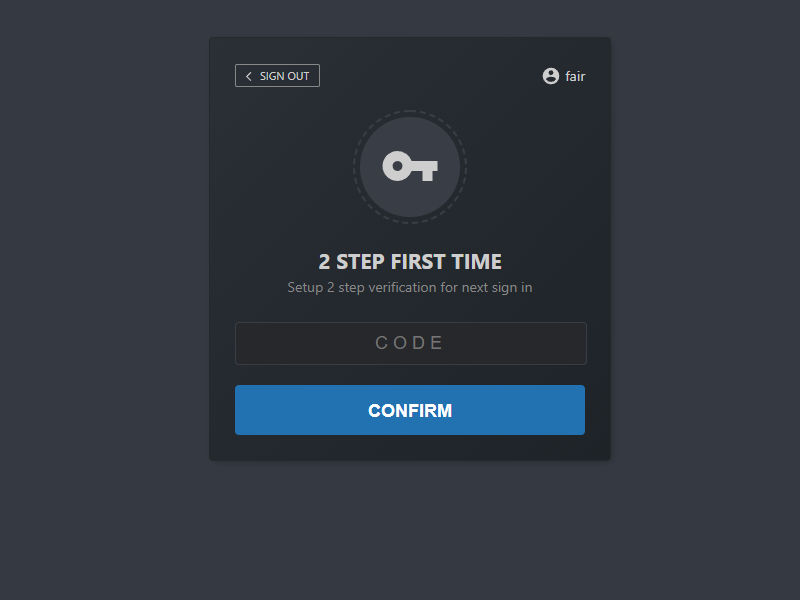 SIGN OUT
fair
2 STEP FIRST TIME
Setup 2 step verification for next sign in
CODE
CONFIRM